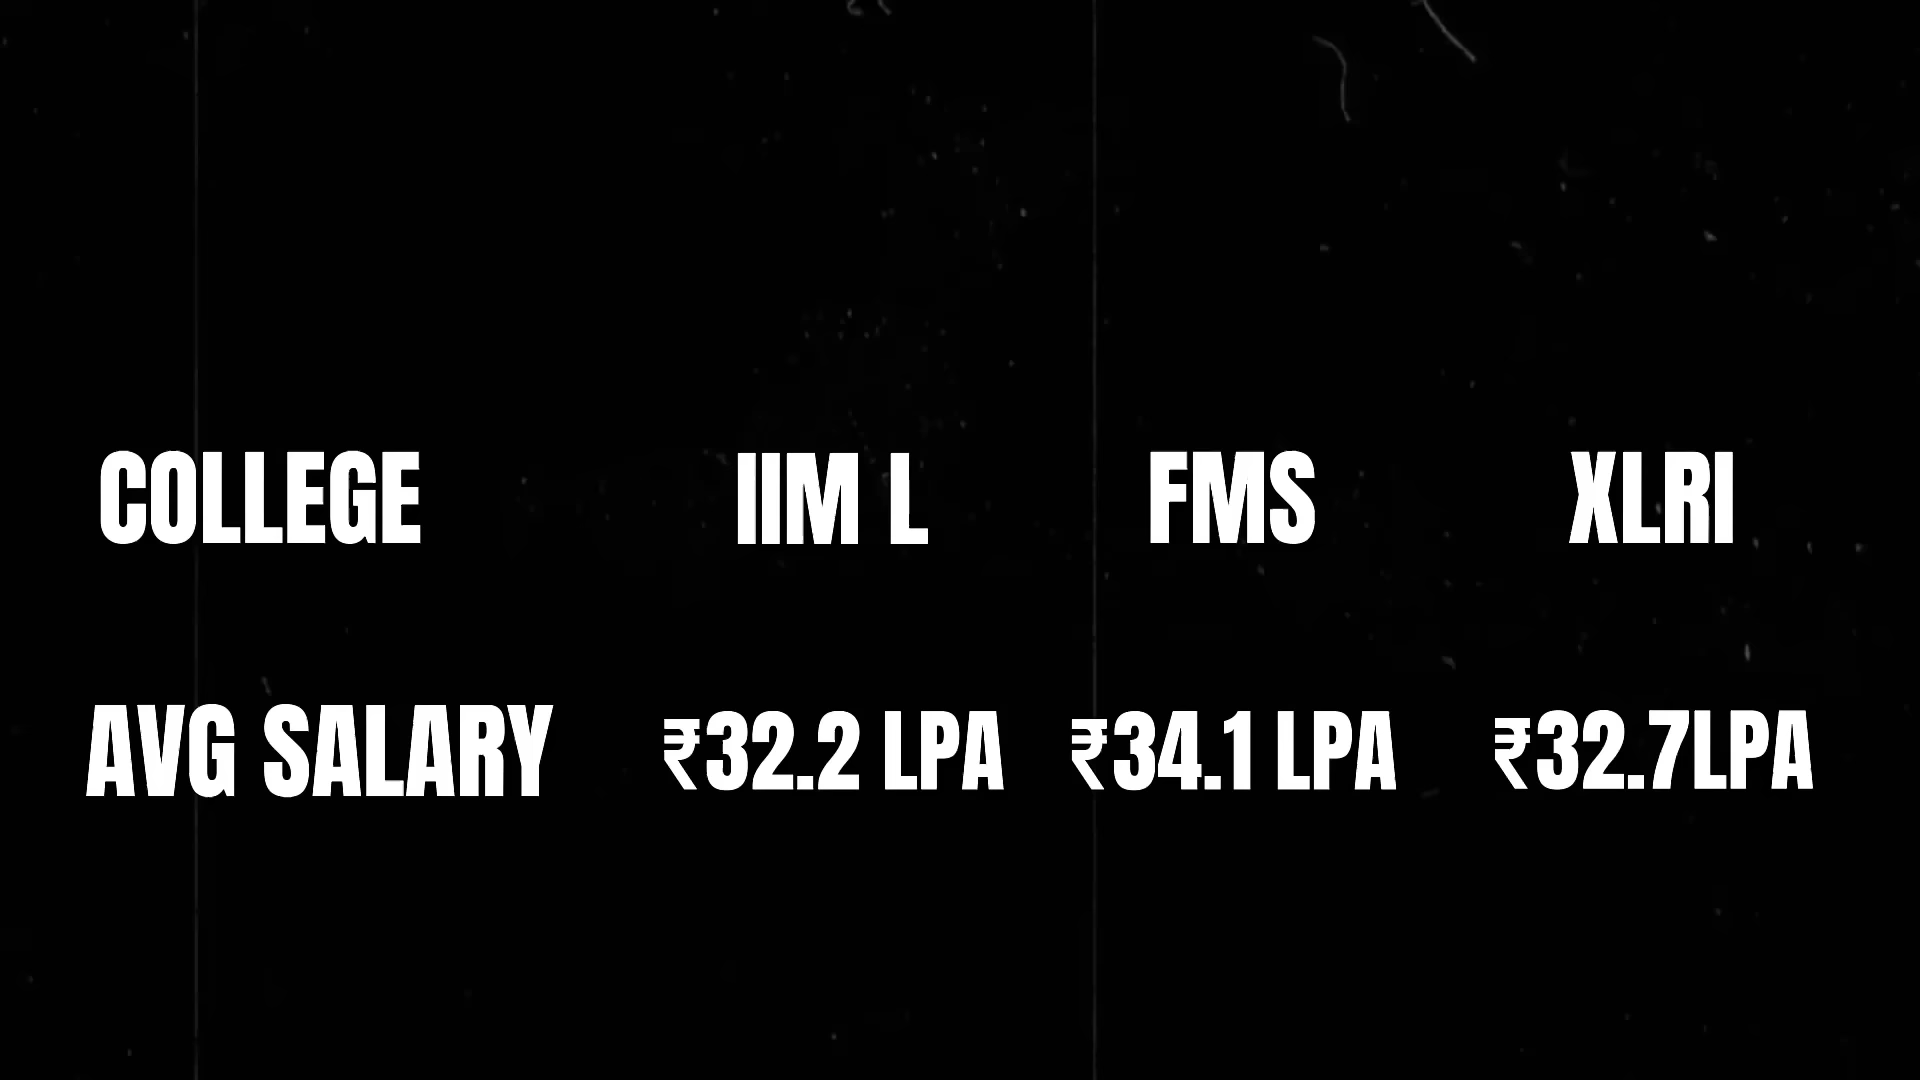 COLLEGE IIM L FMS XLRI
AVG SALARY ₹32.2 LPA ₹34.1 LPA ₹32.7LPA